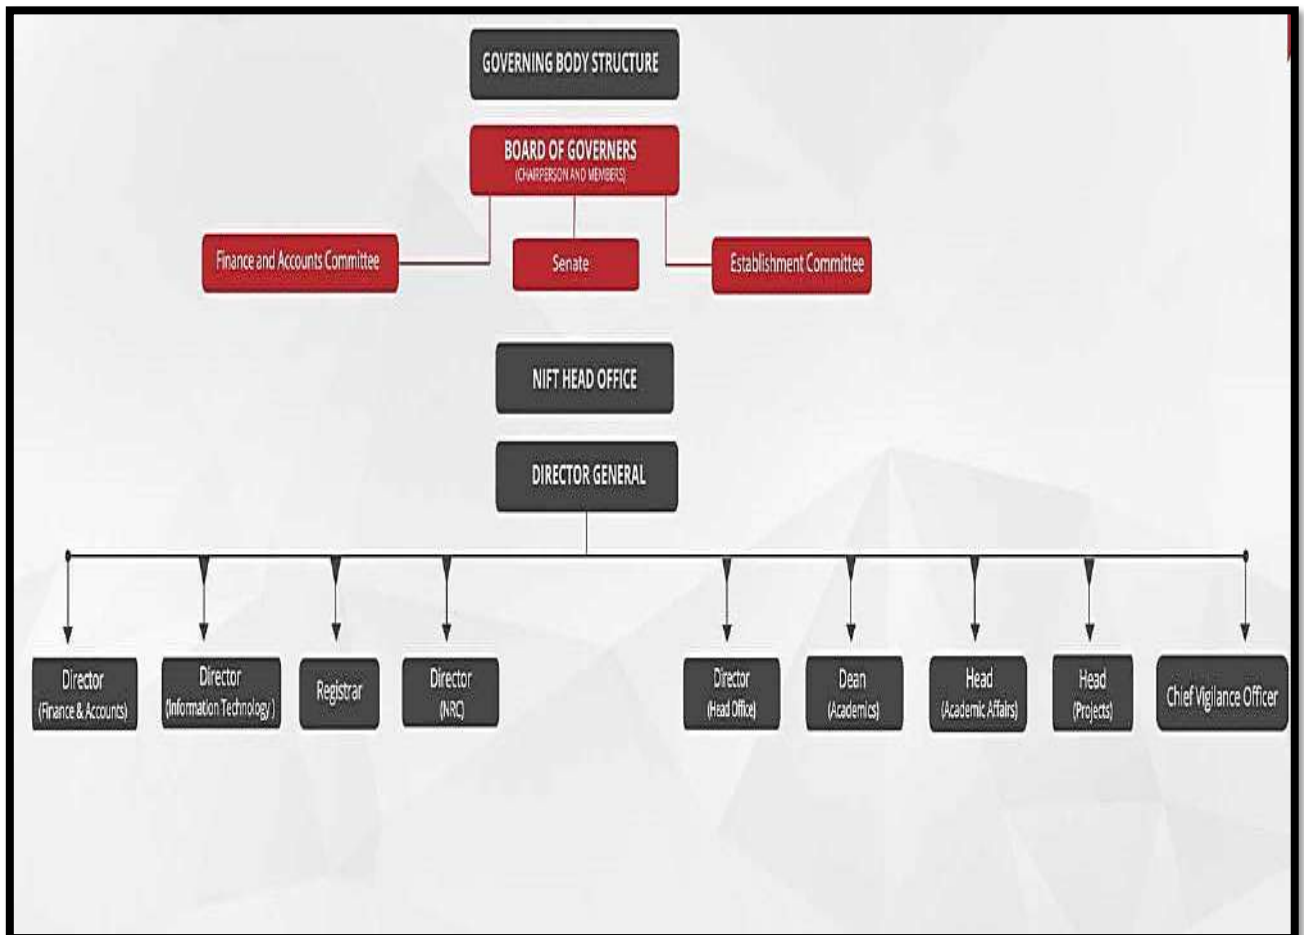 GOVERNING BODY STRUCTURE
BOARD OF GOVERNERS
(CHAIRPERSON AND MEMBERS)
Finance and Accounts Committee
Senate
Establishment Committee
NIFT HEAD OFFICE
DIRECTOR GENERAL
Director
(Finance & Accounts)
Director
(Information Technology )
Registrar
Director
(NRC)
Director
(Head Office)
Dean
(Academics)
Head
(Academic Affairs)
Head
(Projects)
Chief Vigilance Officer